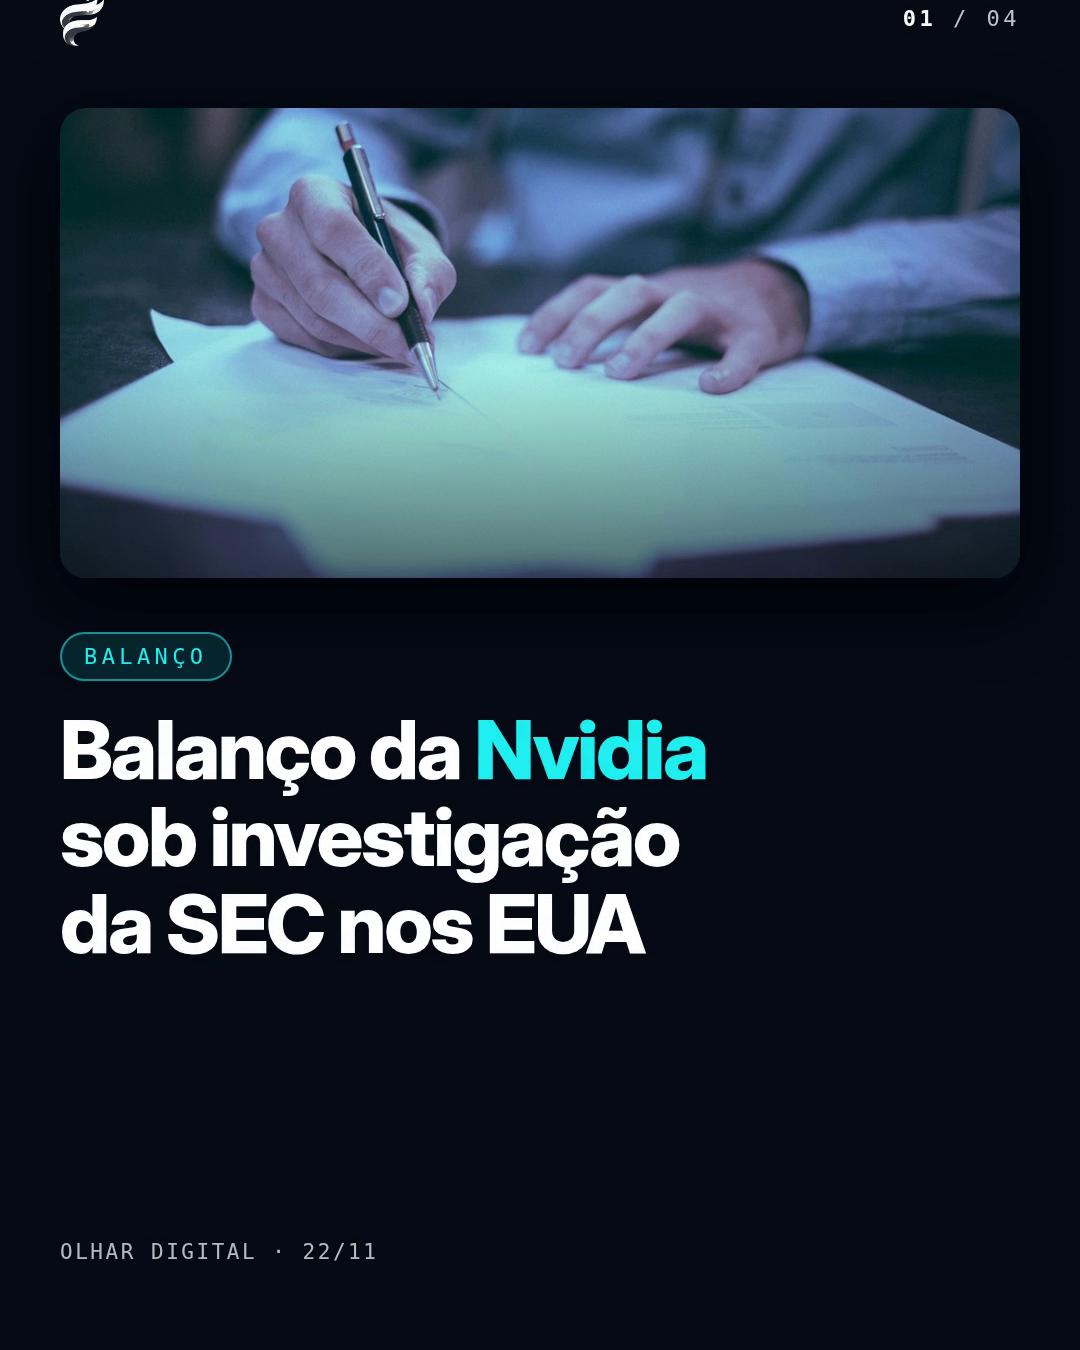 01 / 04
BALANÇO
Balanço da Nvidia
sob investigação
da SEC nos EUA
OLHAR DIGITAL · 22/11